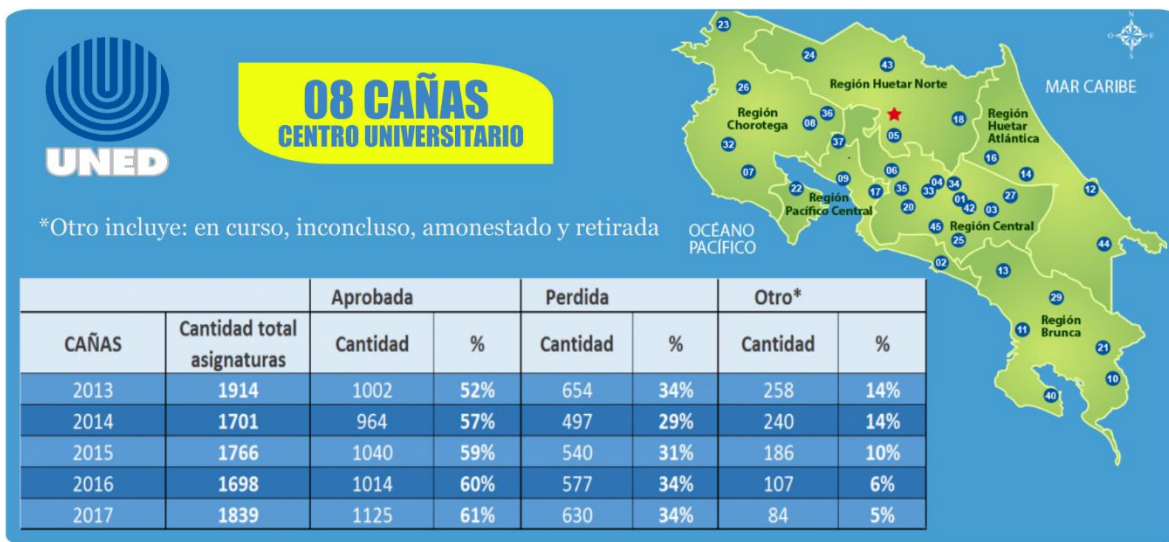 UNED
08 CAÑAS
CENTRO UNIVERSITARIO
*Otro incluye: en curso, inconcluso, amonestado y retirada
Aprobada Perdida Otro*
CAÑAS Cantidad total asignaturas Cantidad % Cantidad % Cantidad %
2013 1914 1002 52% 654 34% 258 14%
2014 1701 964 57% 497 29% 240 14%
2015 1766 1040 59% 540 31% 186 10%
2016 1698 1014 60% 577 34% 107 6%
2017 1839 1125 61% 630 34% 84 5%
N
O E
S
23
24
43
Región Huetar Norte
MAR CARIBE
26
Región
Chorotega
36
08
18
05
Región
Huetar
Atlántica
37
32
16
07
06
09
14
22
17
35
33
04
34
01
27
12
Región
Pacífico Central
20
42
03
OCÉANO
PACÍFICO
45
Región Central
25
44
02
13
29
Región
Brunca
11
21
10
40